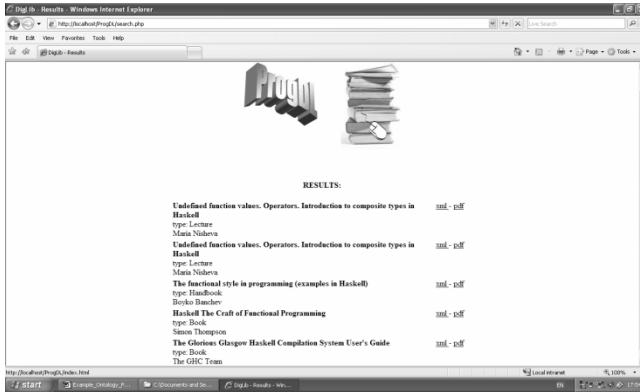 DigLib - Results - Windows Internet Explorer
http://localhost/ProgDL/search.php
Live Search
File Edit View Favorites Tools Help
DigLib - Results
Page Tools
ProgDL
RESULTS:
Undefined function values. Operators. Introduction to composite types in xml - pdf
Haskell
type: Lecture
Maria Nisheva
Undefined function values. Operators. Introduction to composite types in xml - pdf
Haskell
type: Lecture
Maria Nisheva
The functional style in programming (examples in Haskell) xml - pdf
type: Handbook
Boyko Banchev
Haskell The Craft of Functional Programming xml - pdf
type: Book
Simon Thompson
The Glorious Glasgow Haskell Compilation System User's Guide xml - pdf
type: Book
The GHC Team
http://localhost/ProgDL/index.html Local intranet 100%
start Example_Ontology_P... C:\Documents and Se... DigLib - Results - Win... EN